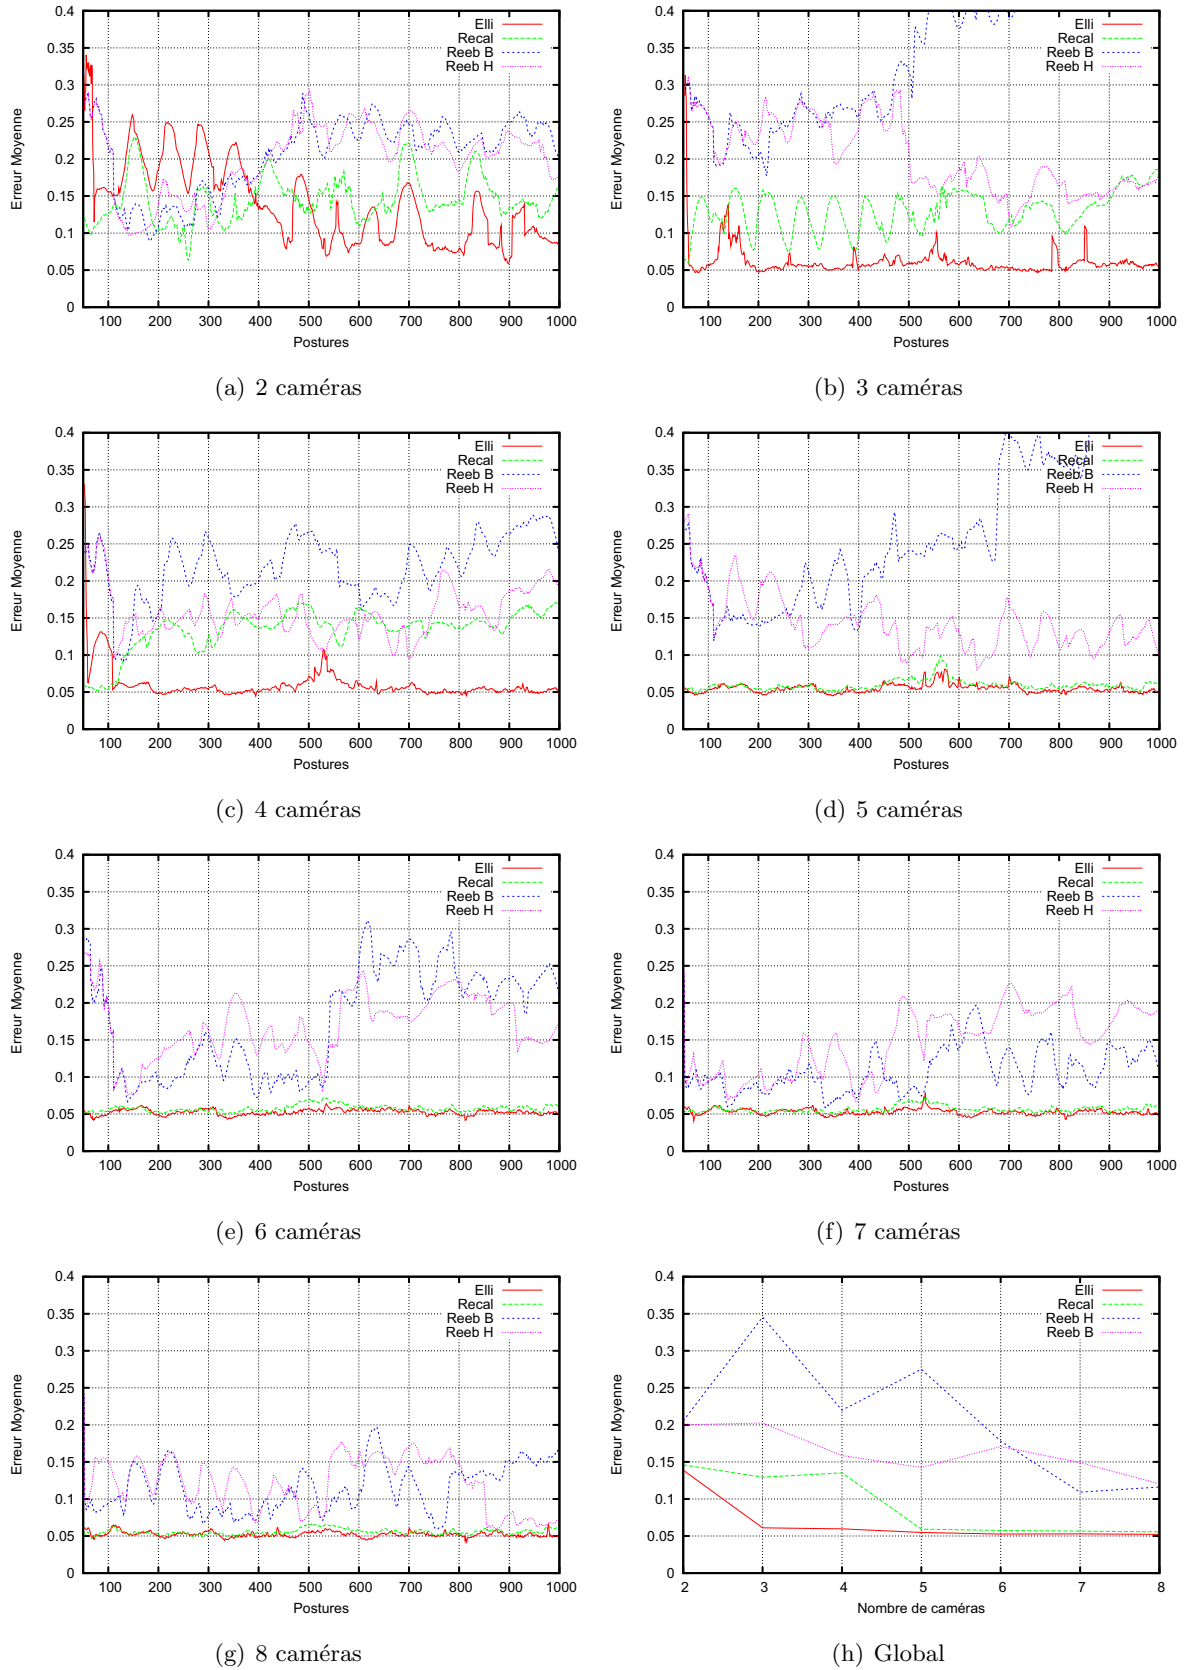 0.4
0.35
0.3
0.25
0.2
0.15
0.1
0.05
0
Erreur Moyenne
Elli
Recal
Reeb B
Reeb H
100 200 300 400 500 600 700 800 900 1000
Postures
(a) 2 caméras
0.4
0.35
0.3
0.25
0.2
0.15
0.1
0.05
0
Erreur Moyenne
Elli
Recal
Reeb B
Reeb H
100 200 300 400 500 600 700 800 900 1000
Postures
(b) 3 caméras
0.4
0.35
0.3
0.25
0.2
0.15
0.1
0.05
0
Erreur Moyenne
Elli
Recal
Reeb B
Reeb H
100 200 300 400 500 600 700 800 900 1000
Postures
(c) 4 caméras
0.4
0.35
0.3
0.25
0.2
0.15
0.1
0.05
0
Erreur Moyenne
Elli
Recal
Reeb B
Reeb H
100 200 300 400 500 600 700 800 900 1000
Postures
(d) 5 caméras
0.4
0.35
0.3
0.25
0.2
0.15
0.1
0.05
0
Erreur Moyenne
Elli
Recal
Reeb B
Reeb H
100 200 300 400 500 600 700 800 900 1000
Postures
(e) 6 caméras
0.4
0.35
0.3
0.25
0.2
0.15
0.1
0.05
0
Erreur Moyenne
Elli
Recal
Reeb B
Reeb H
100 200 300 400 500 600 700 800 900 1000
Postures
(f) 7 caméras
0.4
0.35
0.3
0.25
0.2
0.15
0.1
0.05
0
Erreur Moyenne
Elli
Recal
Reeb B
Reeb H
100 200 300 400 500 600 700 800 900 1000
Postures
(g) 8 caméras
0.4
0.35
0.3
0.25
0.2
0.15
0.1
0.05
0
Erreur Moyenne
Elli
Recal
Reeb H
Reeb B
2 3 4 5 6 7 8
Nombre de caméras
(h) Global